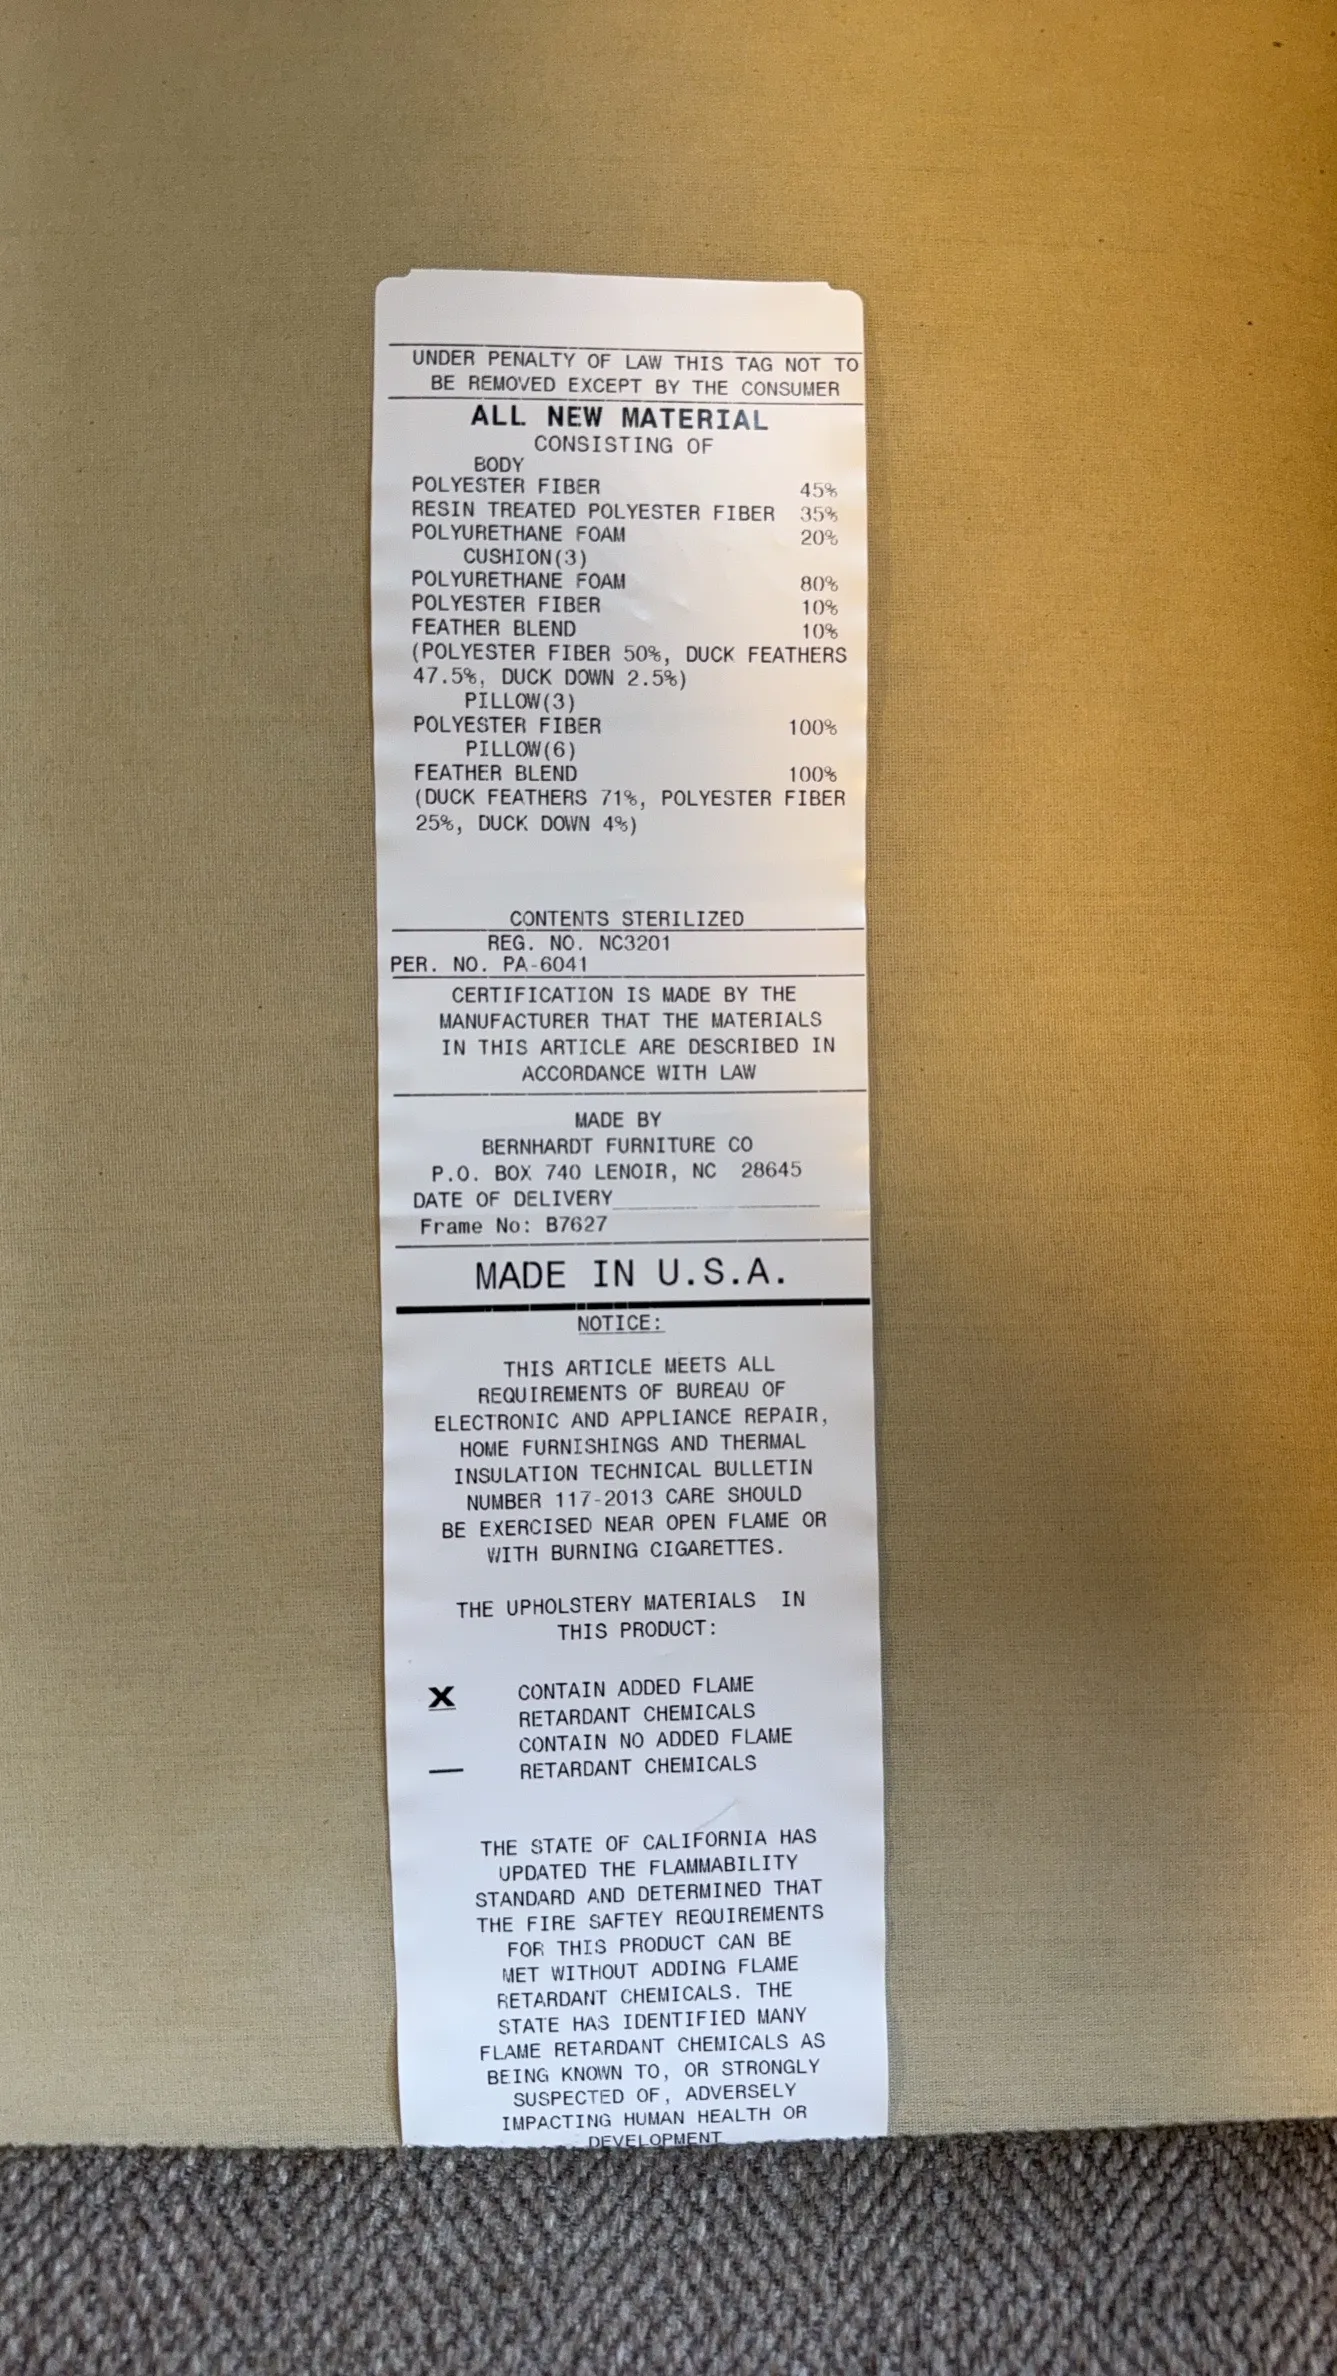 UNDER PENALTY OF LAW THIS TAG NOT TO
BE REMOVED EXCEPT BY THE CONSUMER
ALL NEW MATERIAL
CONSISTING OF
BODY
POLYESTER FIBER 45%
RESIN TREATED POLYESTER FIBER 35%
POLYURETHANE FOAM 20%
CUSHION(3)
POLYURETHANE FOAM 80%
POLYESTER FIBER 10%
FEATHER BLEND 10%
(POLYESTER FIBER 50%, DUCK FEATHERS
47.5%, DUCK DOWN 2.5%)
PILLOW(3)
POLYESTER FIBER 100%
PILLOW(6)
FEATHER BLEND 100%
(DUCK FEATHERS 71%, POLYESTER FIBER
25%, DUCK DOWN 4%)
CONTENTS STERILIZED
REG. NO. NC3201
PER. NO. PA-6041
CERTIFICATION IS MADE BY THE
MANUFACTURER THAT THE MATERIALS
IN THIS ARTICLE ARE DESCRIBED IN
ACCORDANCE WITH LAW
MADE BY
BERNHARDT FURNITURE CO
P.O. BOX 740 LENOIR, NC 28645
DATE OF DELIVERY
Frame No: B7627
MADE IN U.S.A.
NOTICE:
THIS ARTICLE MEETS ALL
REQUIREMENTS OF BUREAU OF
ELECTRONIC AND APPLIANCE REPAIR,
HOME FURNISHINGS AND THERMAL
INSULATION TECHNICAL BULLETIN
NUMBER 117-2013 CARE SHOULD
BE EXERCISED NEAR OPEN FLAME OR
WITH BURNING CIGARETTES.
THE UPHOLSTERY MATERIALS IN
THIS PRODUCT:
X CONTAIN ADDED FLAME
RETARDANT CHEMICALS
CONTAIN NO ADDED FLAME
RETARDANT CHEMICALS
THE STATE OF CALIFORNIA HAS
UPDATED THE FLAMMABILITY
STANDARD AND DETERMINED THAT
THE FIRE SAFTEY REQUIREMENTS
FOR THIS PRODUCT CAN BE
MET WITHOUT ADDING FLAME
RETARDANT CHEMICALS. THE
STATE HAS IDENTIFIED MANY
FLAME RETARDANT CHEMICALS AS
BEING KNOWN TO, OR STRONGLY
SUSPECTED OF, ADVERSELY
IMPACTING HUMAN HEALTH OR
DEVELOPMENT